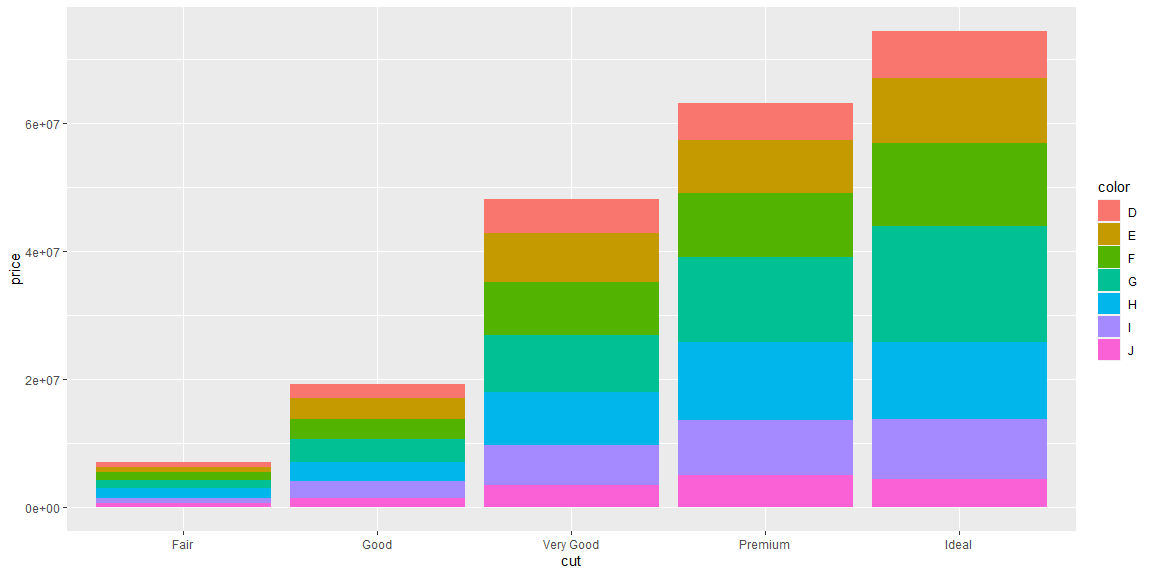 price
6e+07
4e+07
2e+07
0e+00
Fair
Good
Very Good
Premium
Ideal
cut
color
D
E
F
G
H
I
J